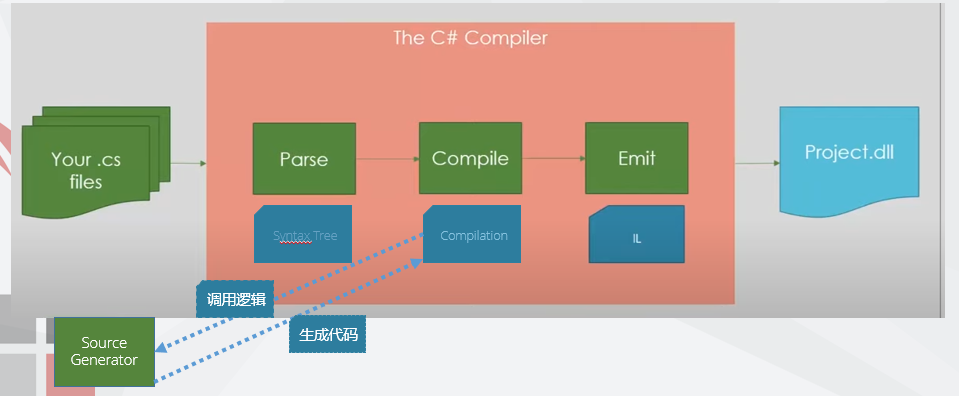 The C# Compiler
Your .cs
files
Parse
Compile
Emit
Project.dll
Syntax Tree
Compilation
IL
调用逻辑
生成代码
Source
Generator